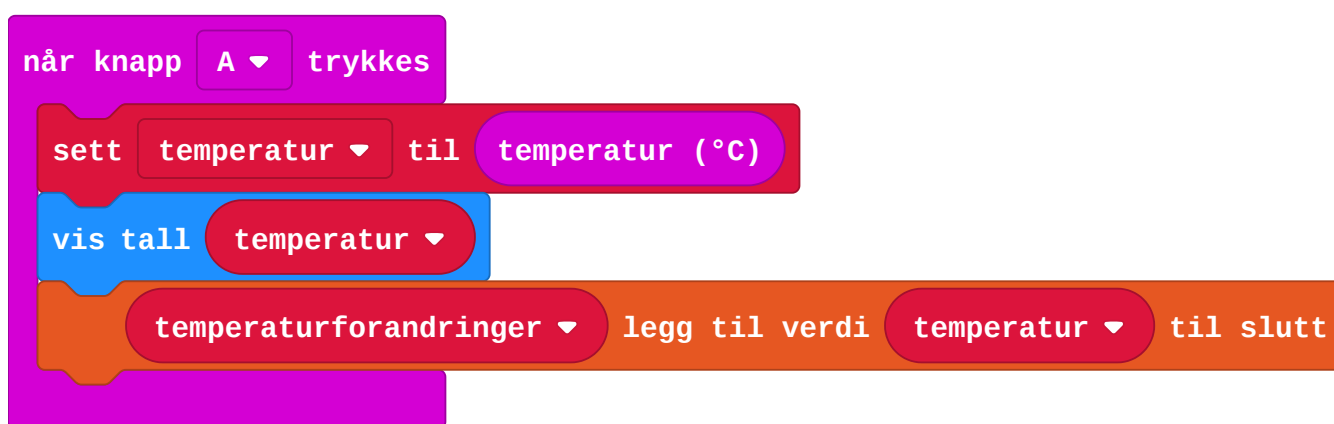 når knapp A trykkes
sett temperatur til temperatur (°C)
vis tall temperatur
temperaturforandringer legg til verdi temperatur til slutt